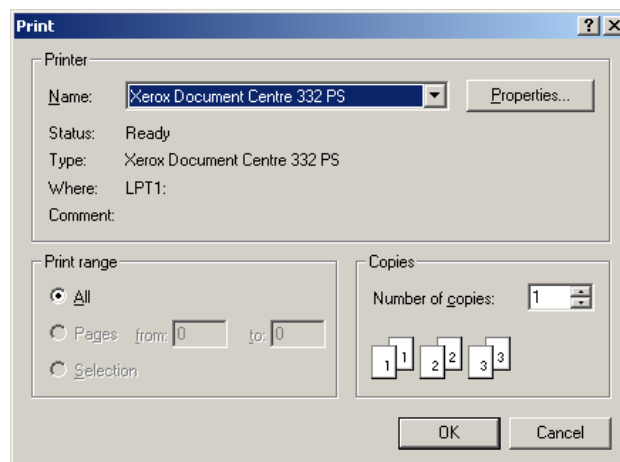 Print
Printer
Name: Xerox Document Centre 332 PS Properties...
Status: Ready
Type: Xerox Document Centre 332 PS
Where: LPT1:
Comment:
Print range
All
Pages from: 0 to: 0
Selection
Copies
Number of copies: 1
1 1 2 2 3 3
OK Cancel